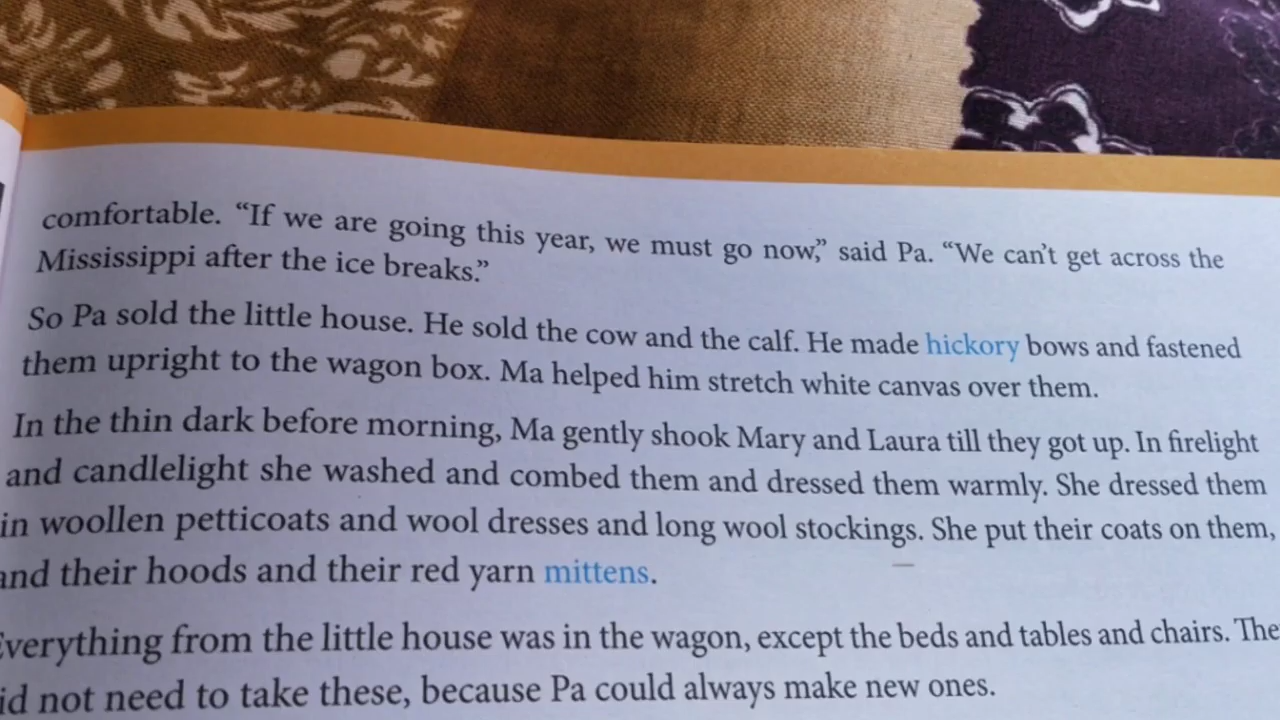 comfortable. “If we are going this year, we must go now,” said Pa. “We can’t get across the
Mississippi after the ice breaks.”
So Pa sold the little house. He sold the cow and the calf. He made hickory bows and fastened
them upright to the wagon box. Ma helped him stretch white canvas over them.
In the thin dark before morning, Ma gently shook Mary and Laura till they got up. In firelight
and candlelight she washed and combed them and dressed them warmly. She dressed them
in woollen petticoats and wool dresses and long wool stockings. She put their coats on them,
and their hoods and their red yarn mittens.
Everything from the little house was in the wagon, except the beds and tables and chairs. The
id not need to take these, because Pa could always make new ones.